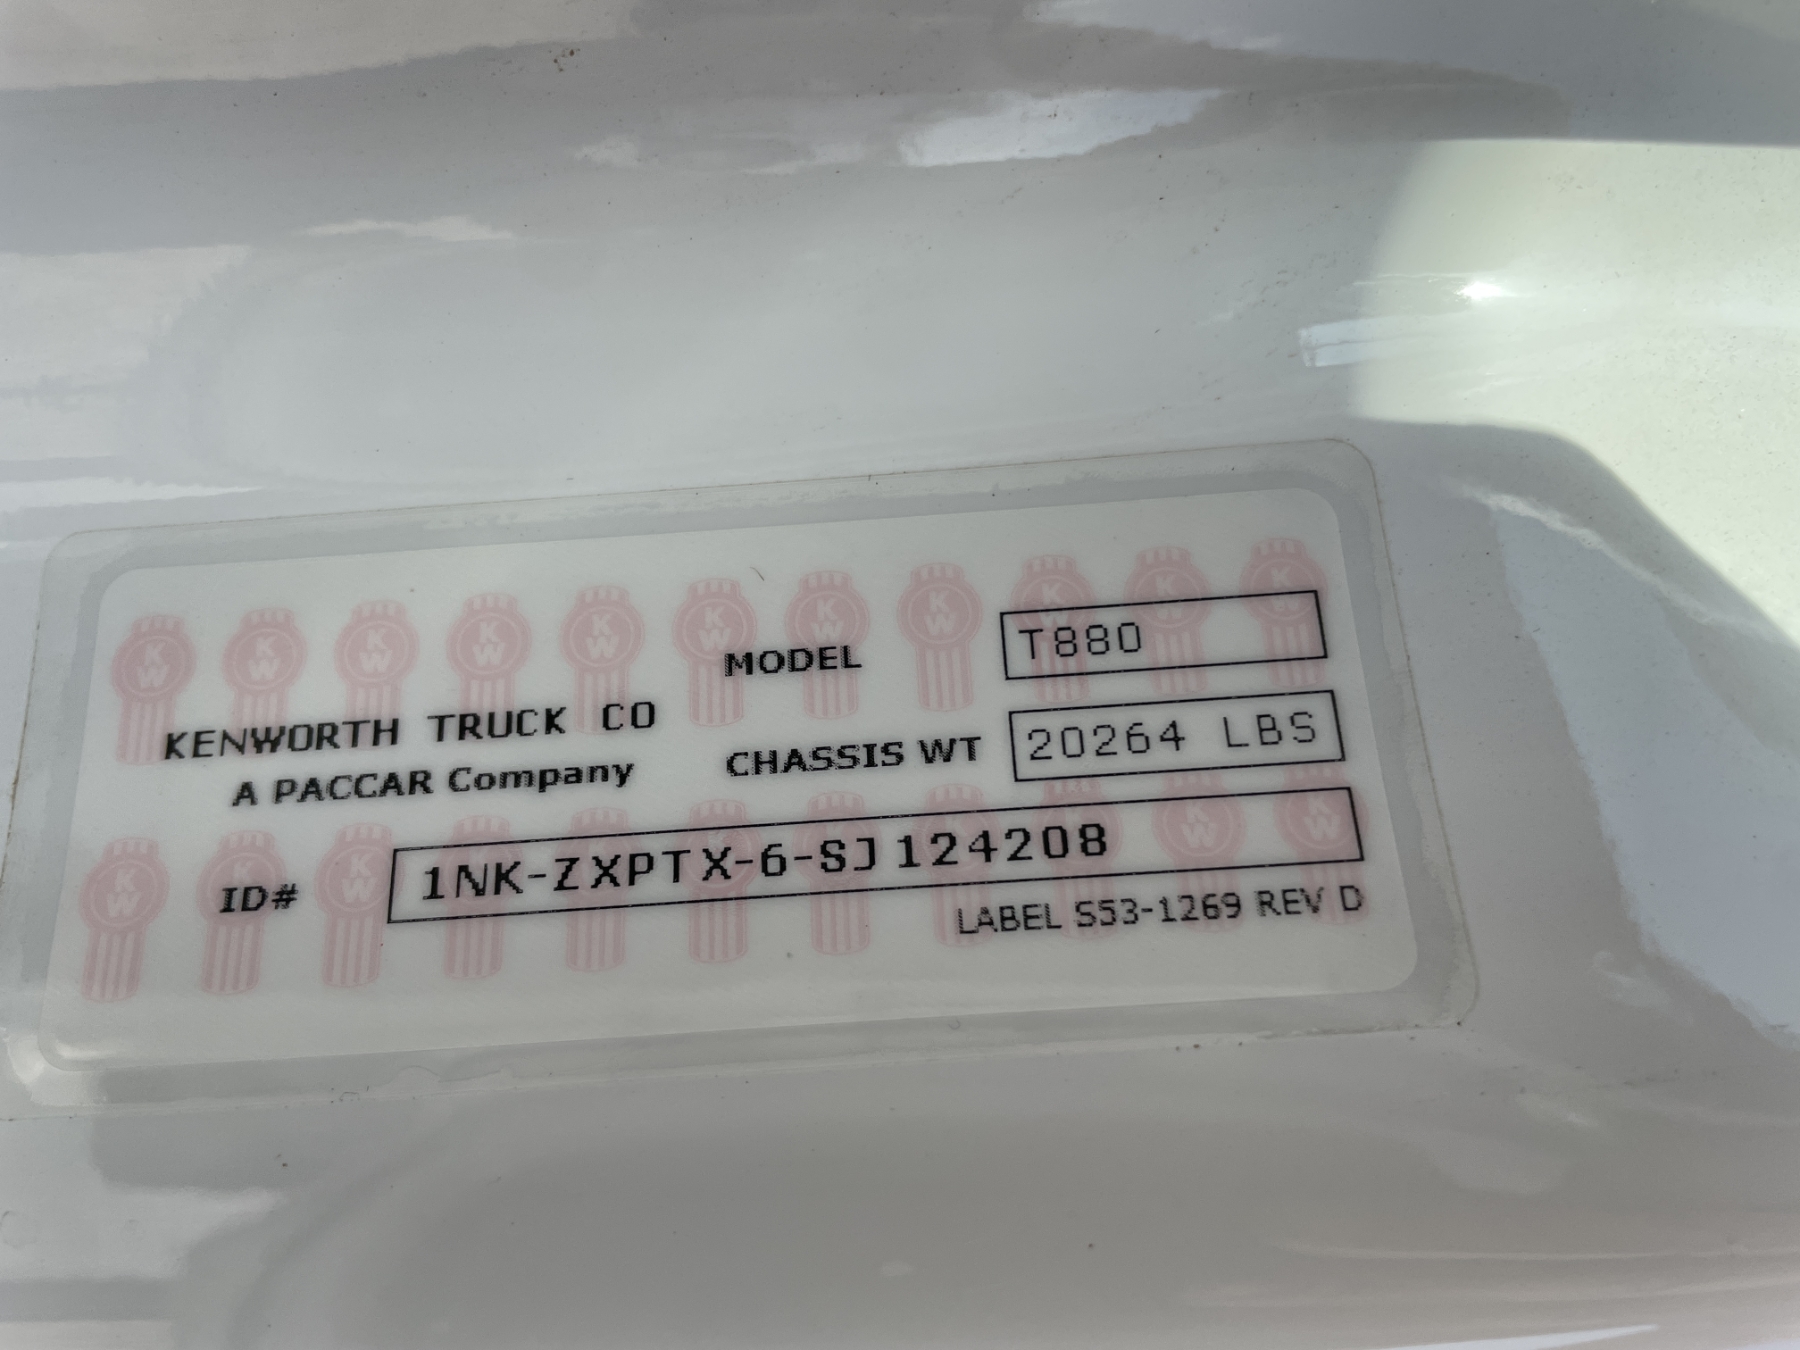 MODEL T880
KENWORTH TRUCK CO
A PACCAR Company
CHASSIS WT 20264 LBS
ID# 1NK-ZXPTX-6-SJ124208
LABEL S53-1269 REV D